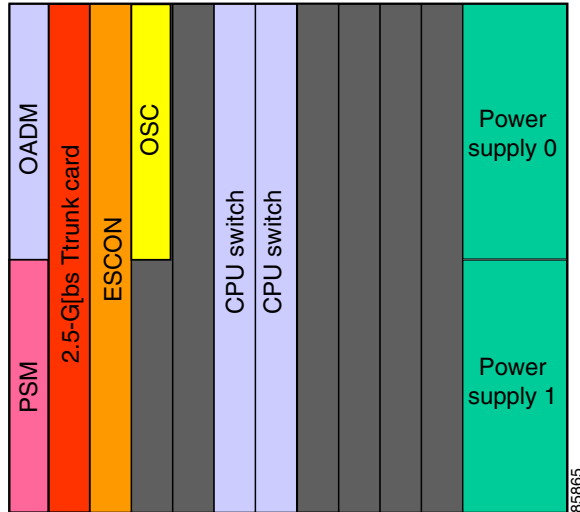 OADM
PSM
2.5-G[bs Ttrunk card
ESCON
OSC
CPU switch
CPU switch
Power
supply 0
Power
supply 1
85865